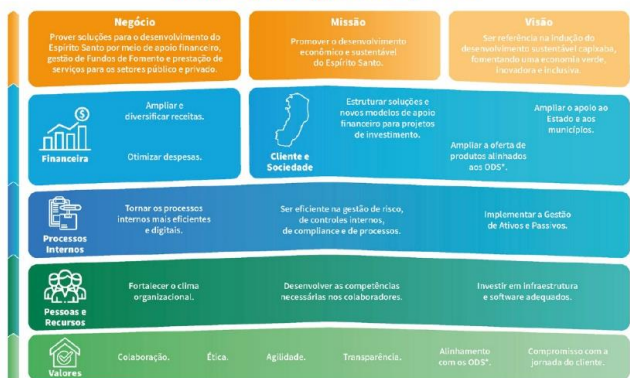 Negócio
Prover soluções para o desenvolvimento do
Espírito Santo por meio de apoio financeiro,
gestão de Fundos de Fomento e prestação de
serviços para os setores público e privado.
Missão
Promover o desenvolvimento
econômico e sustentável
do Espírito Santo.
Visão
Ser referência na indução do
desenvolvimento sustentável capixaba,
fomentando uma economia verde,
inovadora e inclusiva.
Financeira
Ampliar e
diversificar receitas.
Otimizar despesas.
Cliente e
Sociedade
Estruturar soluções e
novos modelos de apoio
financeiro para projetos
de investimento.
Ampliar a oferta de
produtos alinhados
aos ODS*.
Ampliar o apoio ao
Estado e aos
municípios.
Processos
Internos
Tornar os processos
internos mais eficientes
e digitais.
Ser eficiente na gestão de risco,
de controles internos,
de compliance e de processos.
Implementar a Gestão
de Ativos e Passivos.
Pessoas e
Recursos
Fortalecer o clima
organizacional.
Desenvolver as competências
necessárias nos colaboradores.
Investir em infraestrutura
e software adequados.
Valores
Colaboração.
Ética.
Agilidade.
Transparência.
Alinhamento
com os ODS*.
Compromisso com a
jornada do cliente.